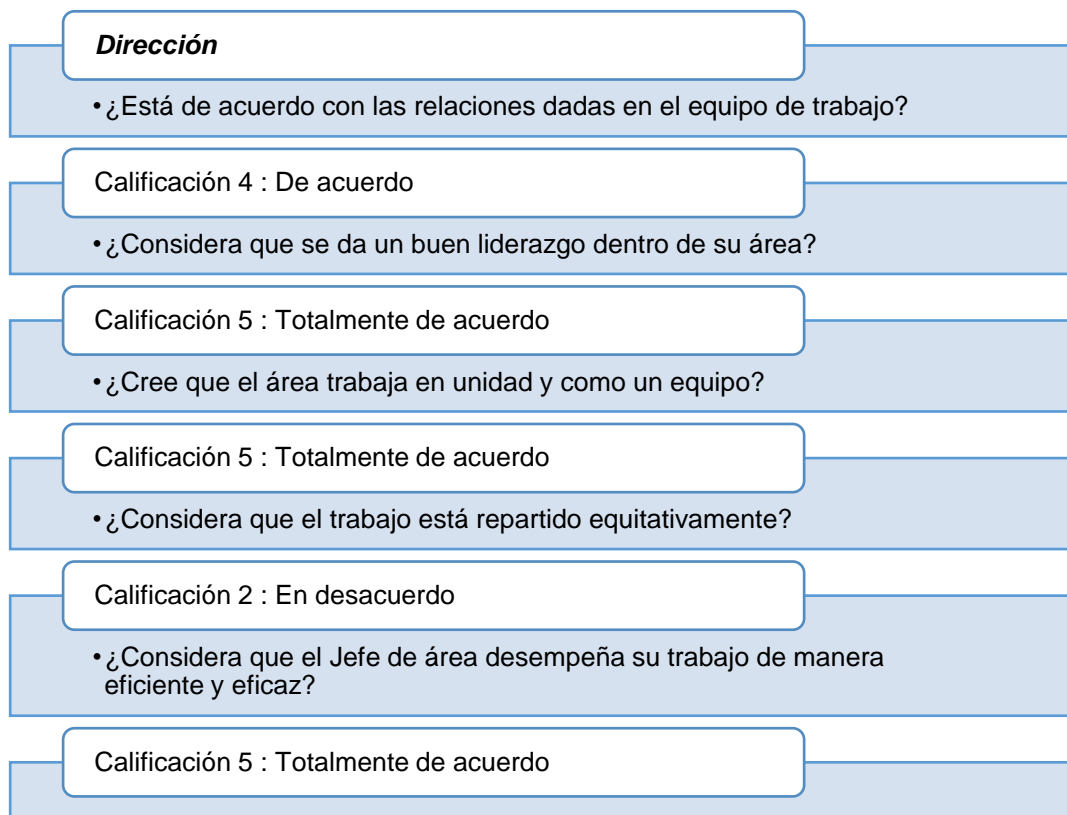 Dirección
•¿Está de acuerdo con las relaciones dadas en el equipo de trabajo?
Calificación 4 : De acuerdo
•¿Considera que se da un buen liderazgo dentro de su área?
Calificación 5 : Totalmente de acuerdo
•¿Cree que el área trabaja en unidad y como un equipo?
Calificación 5 : Totalmente de acuerdo
•¿Considera que el trabajo está repartido equitativamente?
Calificación 2 : En desacuerdo
•¿Considera que el Jefe de área desempeña su trabajo de manera
eficiente y eficaz?
Calificación 5 : Totalmente de acuerdo